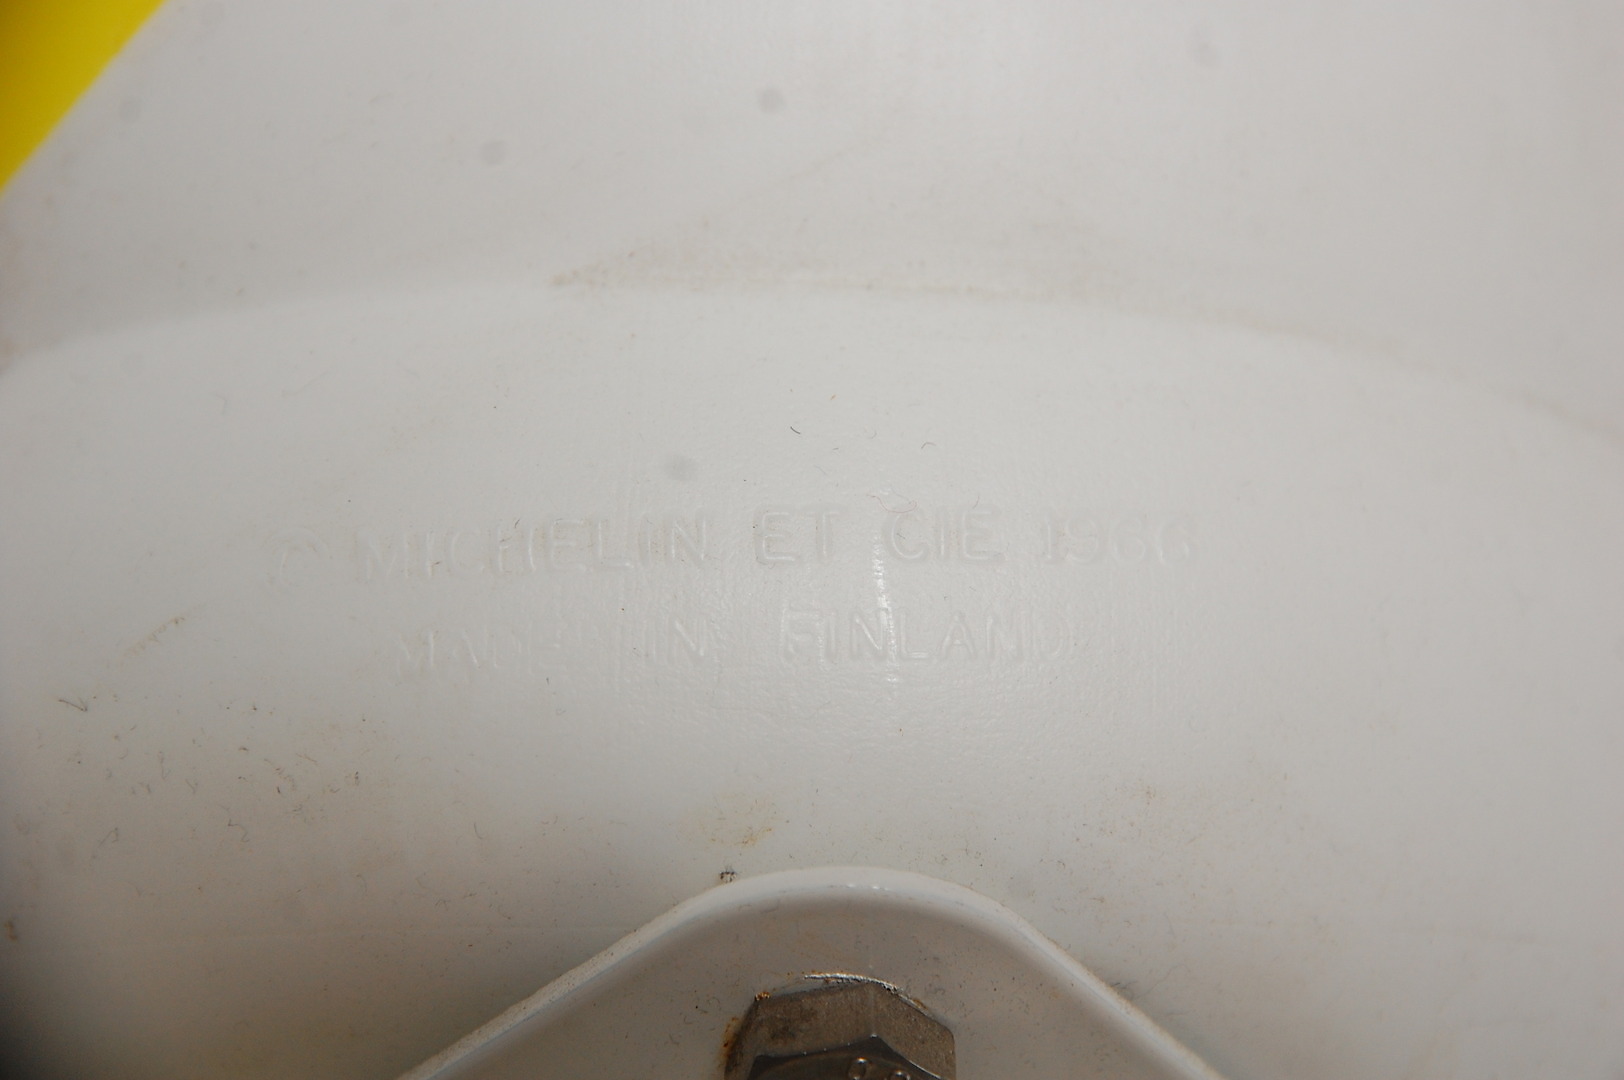 © MICHELIN ET CIE 1966
MADE IN FINLAND